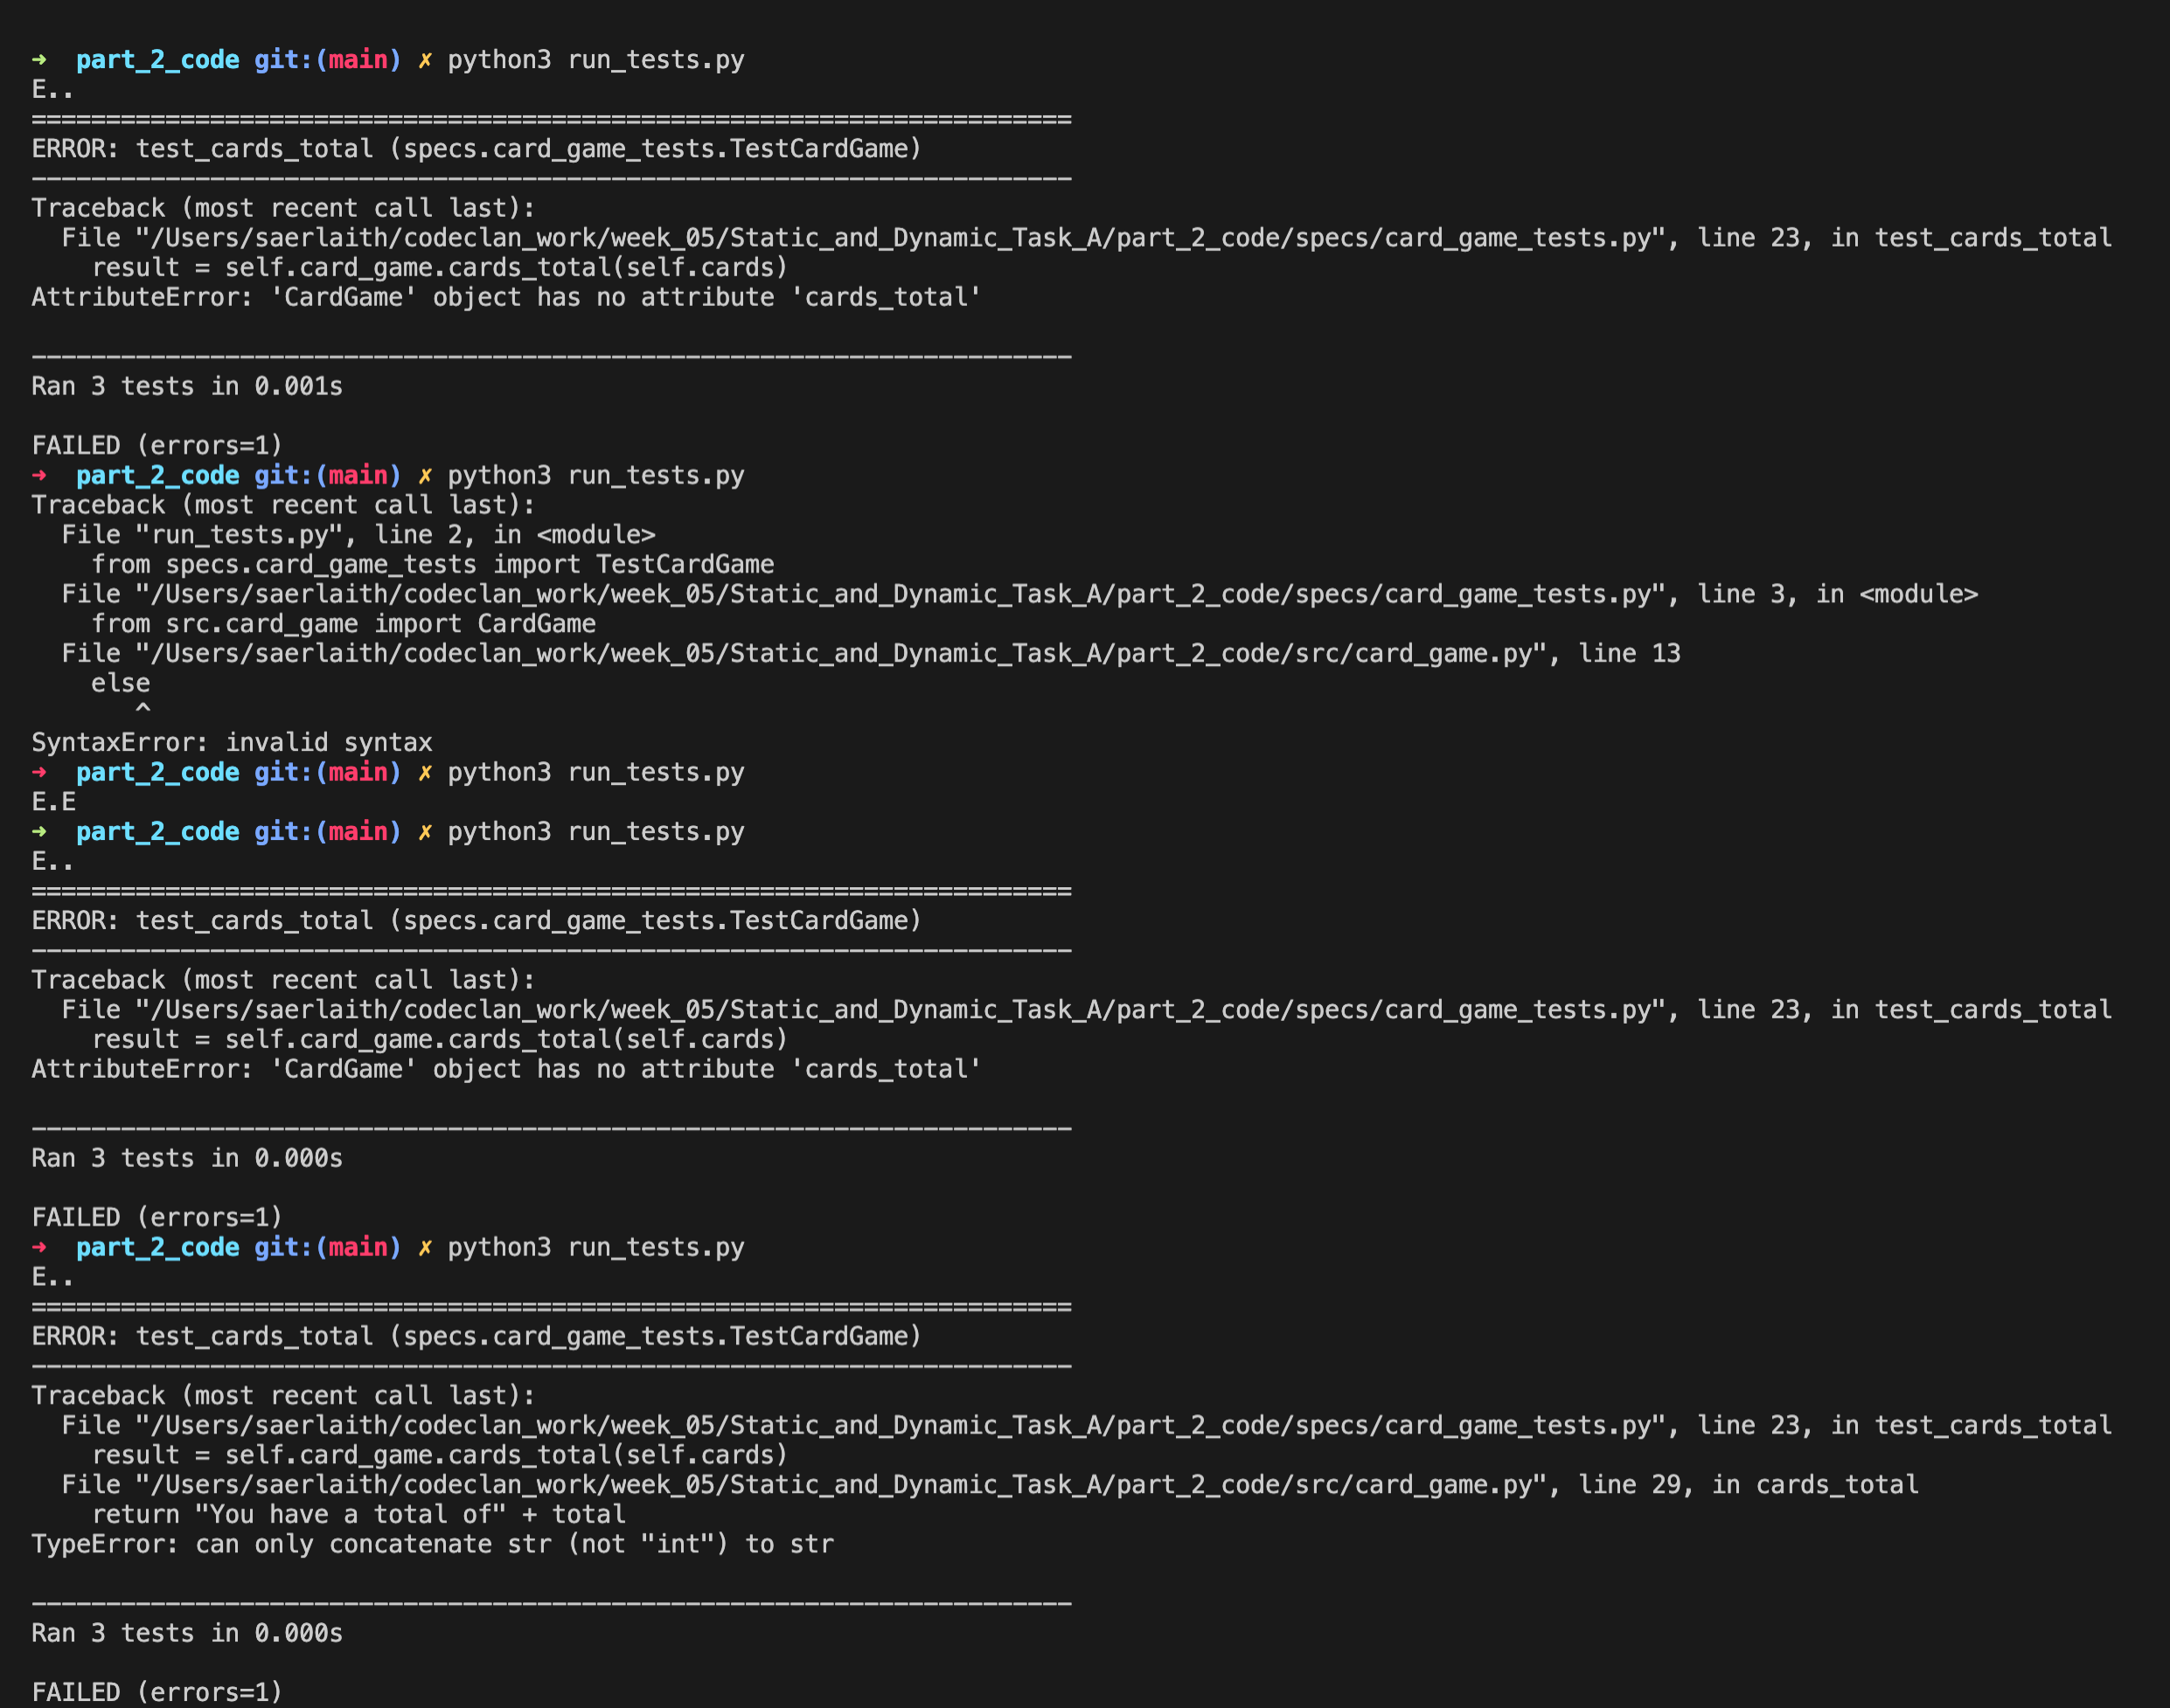 ➜  part_2_code git:(main) ✗ python3 run_tests.py
E..
======================================================================
ERROR: test_cards_total (specs.card_game_tests.TestCardGame)
----------------------------------------------------------------------
Traceback (most recent call last):
  File "/Users/saerlaith/codeclan_work/week_05/Static_and_Dynamic_Task_A/part_2_code/specs/card_game_tests.py", line 23, in test_cards_total
    result = self.card_game.cards_total(self.cards)
AttributeError: 'CardGame' object has no attribute 'cards_total'

----------------------------------------------------------------------
Ran 3 tests in 0.001s

FAILED (errors=1)
➜  part_2_code git:(main) ✗ python3 run_tests.py
Traceback (most recent call last):
  File "run_tests.py", line 2, in <module>
    from specs.card_game_tests import TestCardGame
  File "/Users/saerlaith/codeclan_work/week_05/Static_and_Dynamic_Task_A/part_2_code/specs/card_game_tests.py", line 3, in <module>
    from src.card_game import CardGame
  File "/Users/saerlaith/codeclan_work/week_05/Static_and_Dynamic_Task_A/part_2_code/src/card_game.py", line 13
    else
       ^
SyntaxError: invalid syntax
➜  part_2_code git:(main) ✗ python3 run_tests.py
E.E
➜  part_2_code git:(main) ✗ python3 run_tests.py
E..
======================================================================
ERROR: test_cards_total (specs.card_game_tests.TestCardGame)
----------------------------------------------------------------------
Traceback (most recent call last):
  File "/Users/saerlaith/codeclan_work/week_05/Static_and_Dynamic_Task_A/part_2_code/specs/card_game_tests.py", line 23, in test_cards_total
    result = self.card_game.cards_total(self.cards)
AttributeError: 'CardGame' object has no attribute 'cards_total'

----------------------------------------------------------------------
Ran 3 tests in 0.000s

FAILED (errors=1)
➜  part_2_code git:(main) ✗ python3 run_tests.py
E..
======================================================================
ERROR: test_cards_total (specs.card_game_tests.TestCardGame)
----------------------------------------------------------------------
Traceback (most recent call last):
  File "/Users/saerlaith/codeclan_work/week_05/Static_and_Dynamic_Task_A/part_2_code/specs/card_game_tests.py", line 23, in test_cards_total
    result = self.card_game.cards_total(self.cards)
  File "/Users/saerlaith/codeclan_work/week_05/Static_and_Dynamic_Task_A/part_2_code/src/card_game.py", line 29, in cards_total
    return "You have a total of" + total
TypeError: can only concatenate str (not "int") to str

----------------------------------------------------------------------
Ran 3 tests in 0.000s

FAILED (errors=1)